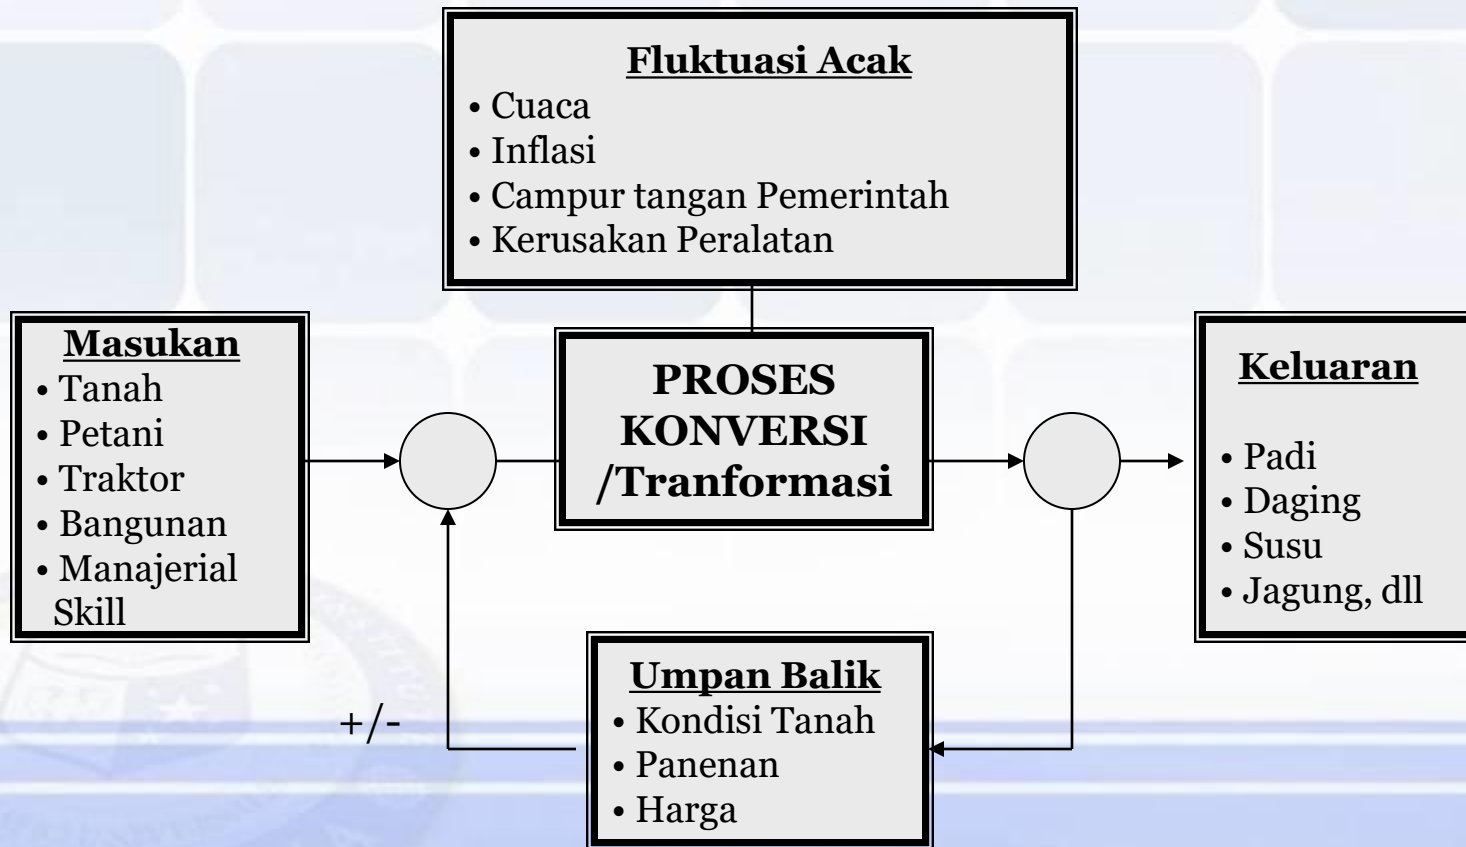 Fluktuasi Acak
• Cuaca
• Inflasi
• Campur tangan Pemerintah
• Kerusakan Peralatan
Masukan
• Tanah
• Petani
• Traktor
• Bangunan
• Manajerial
Skill
PROSES
KONVERSI
/Tranformasi
Keluaran
• Padi
• Daging
• Susu
• Jagung, dll
+/-
Umpan Balik
• Kondisi Tanah
• Panenan
• Harga